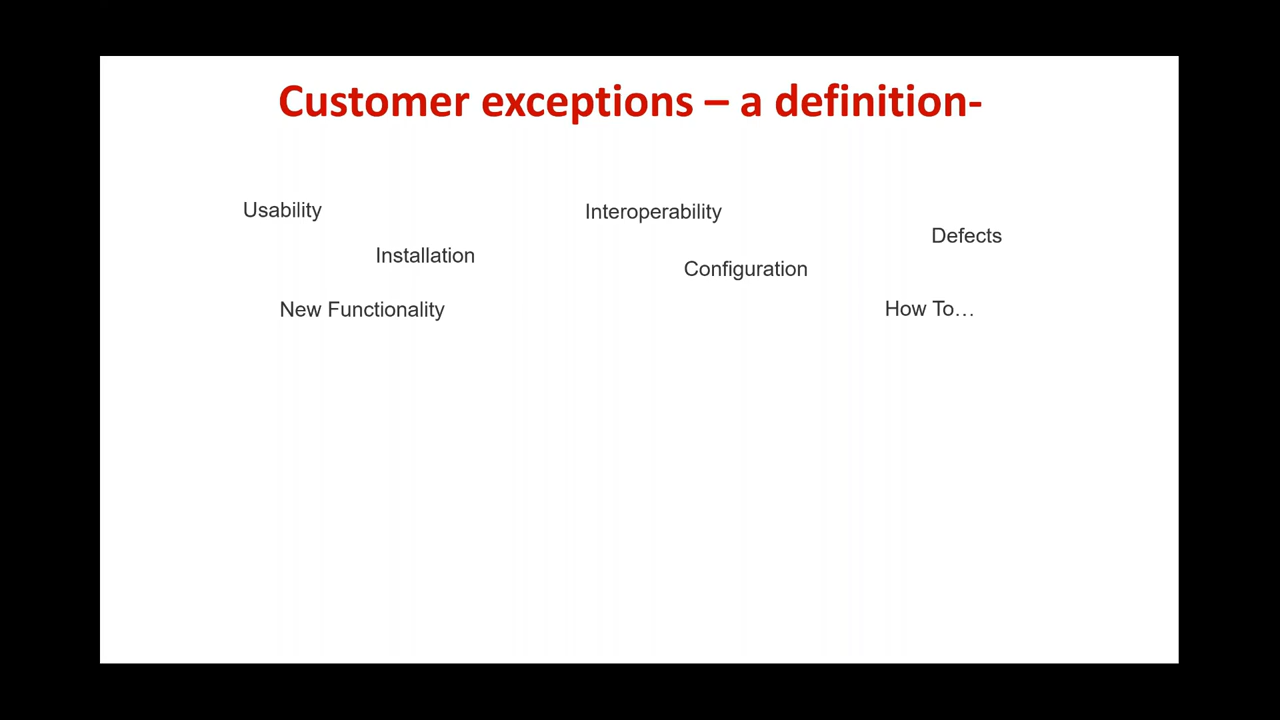 Customer exceptions – a definition-
Usability
Interoperability
Defects
Installation
Configuration
New Functionality
How To…